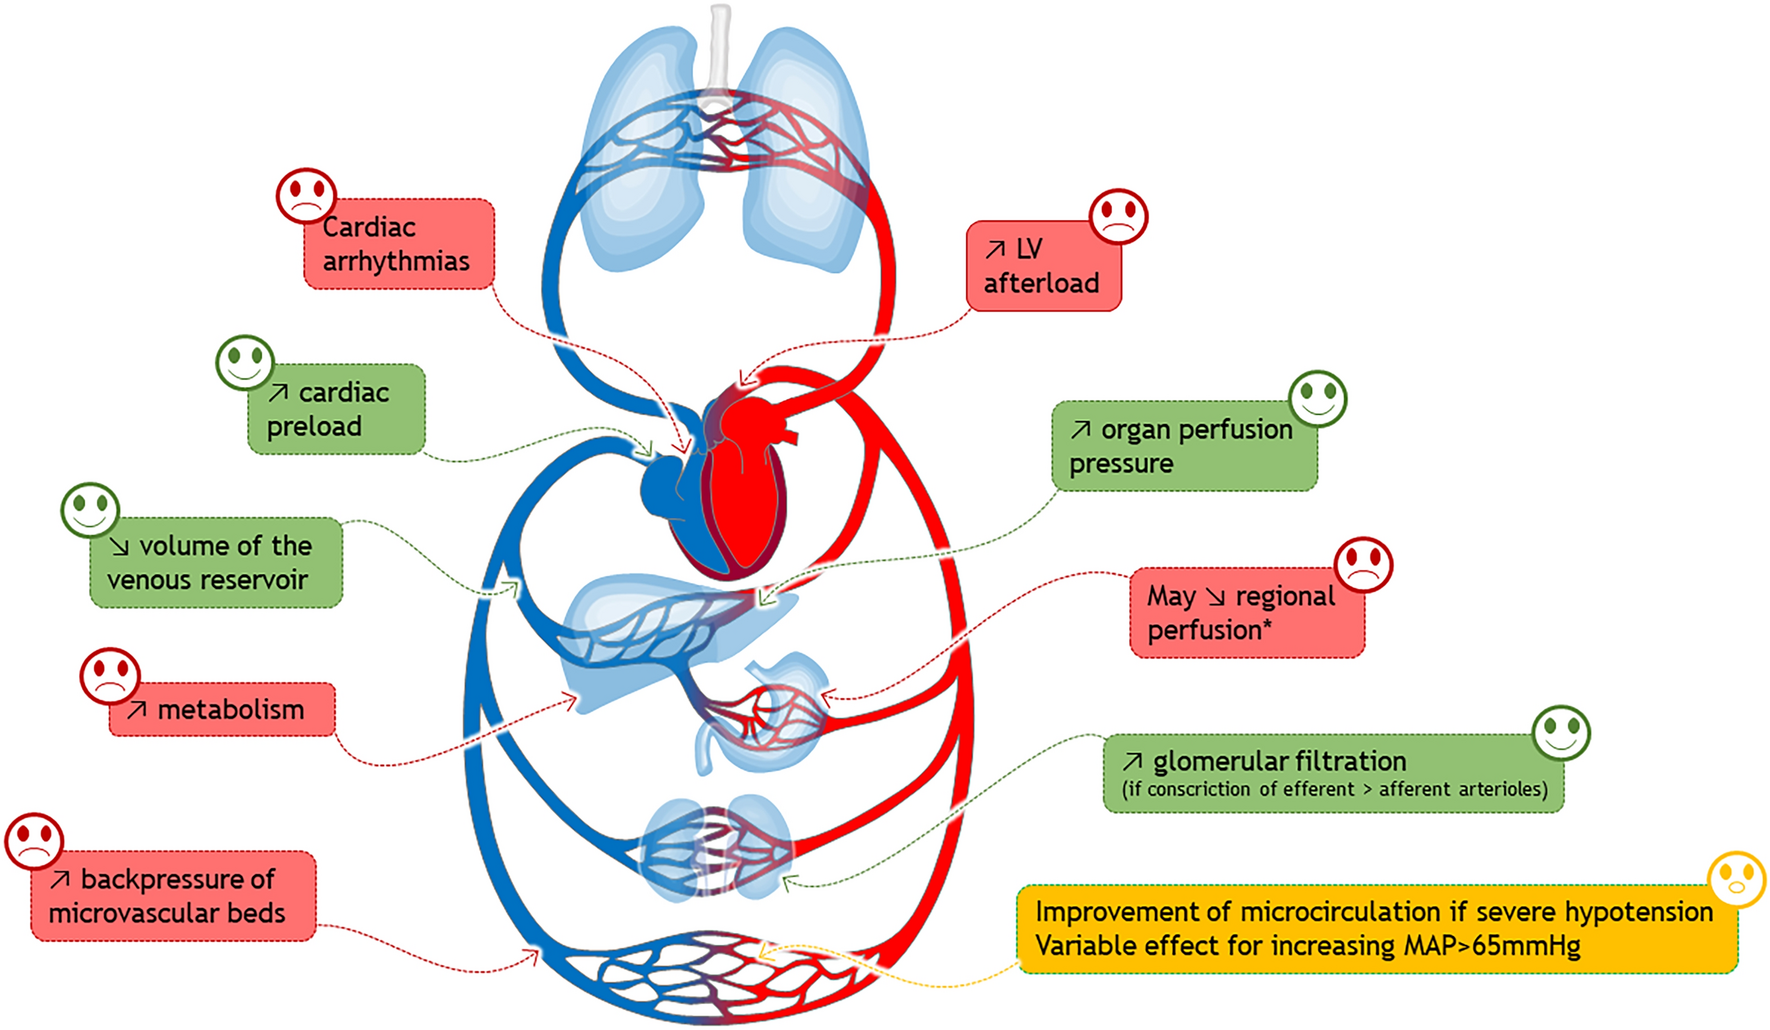 Cardiac
arrhythmias
↗ LV
afterload
↗ cardiac
preload
↗ organ perfusion
pressure
↘ volume of the
venous reservoir
May ↘ regional
perfusion*
↗ metabolism
↗ glomerular filtration
(if conscriction of efferent > afferent arterioles)
↗ backpressure of
microvascular beds
Improvement of microcirculation if severe hypotension
Variable effect for increasing MAP>65mmHg